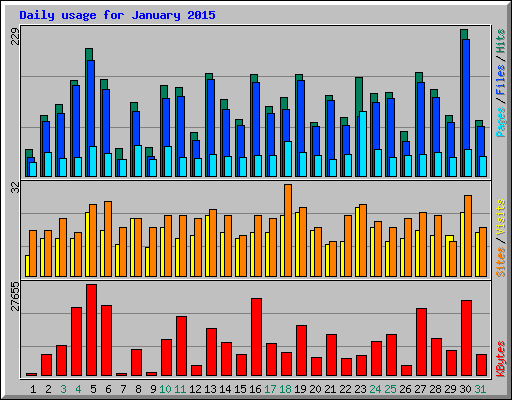 Daily usage for January 2015
229
Pages / Files / Hits
32
Sites / Visits
27655
KBytes
1 2 3 4 5 6 7 8 9 10 11 12 13 14 15 16 17 18 19 20 21 22 23 24 25 26 27 28 29 30 31